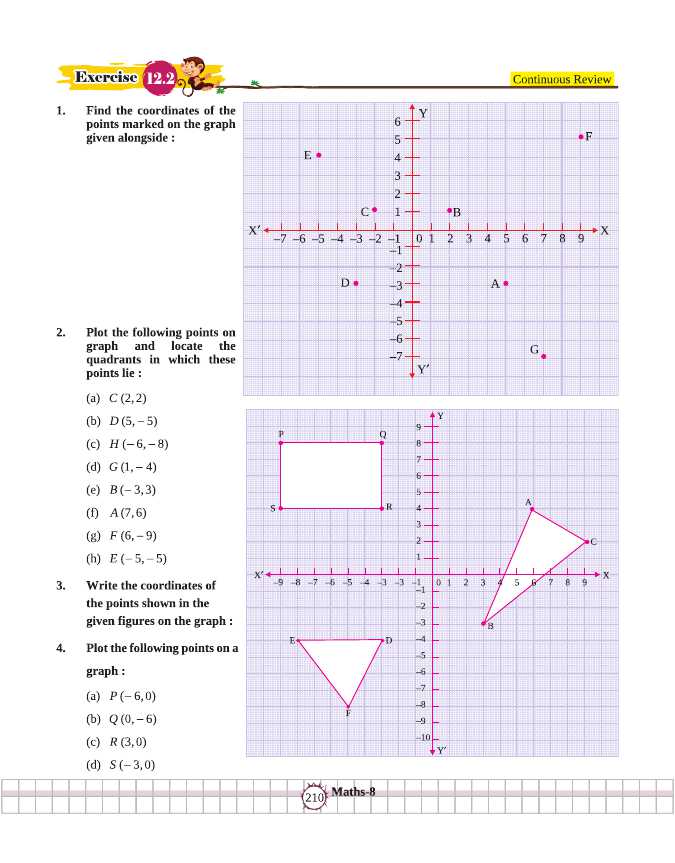 Exercise 12.2
Continuous Review
1. Find the coordinates of the
points marked on the graph
given alongside :
Y
6
5
4
3
2
1
F
E
C
B
X′
–7 –6 –5 –4 –3 –2 –1 0 1 2 3 4 5 6 7 8 9
X
–1
–2
–3
–4
–5
–6
–7
D
A
G
Y′
2. Plot the following points on
graph and locate the
quadrants in which these
points lie :
(a) C (2, 2)
(b) D (5, – 5)
(c) H (– 6, – 8)
(d) G (1, – 4)
(e) B (– 3, 3)
(f) A (7, 6)
(g) F (6, – 9)
(h) E (– 5, – 5)
3. Write the coordinates of
the points shown in the
given figures on the graph :
4. Plot the following points on a
graph :
(a) P (– 6, 0)
(b) Q (0, – 6)
(c) R (3, 0)
(d) S (– 3, 0)
Y
9
8
7
6
5
4
3
2
1
P
Q
S
R
A
C
B
X′
–9 –8 –7 –6 –5 –4 –3 –3 –1 0 1 2 3 4 5 6 7 8 9
X
–1
–2
–3
–4
–5
–6
–7
–8
–9
–10
E
D
F
Y′
210
Maths-8